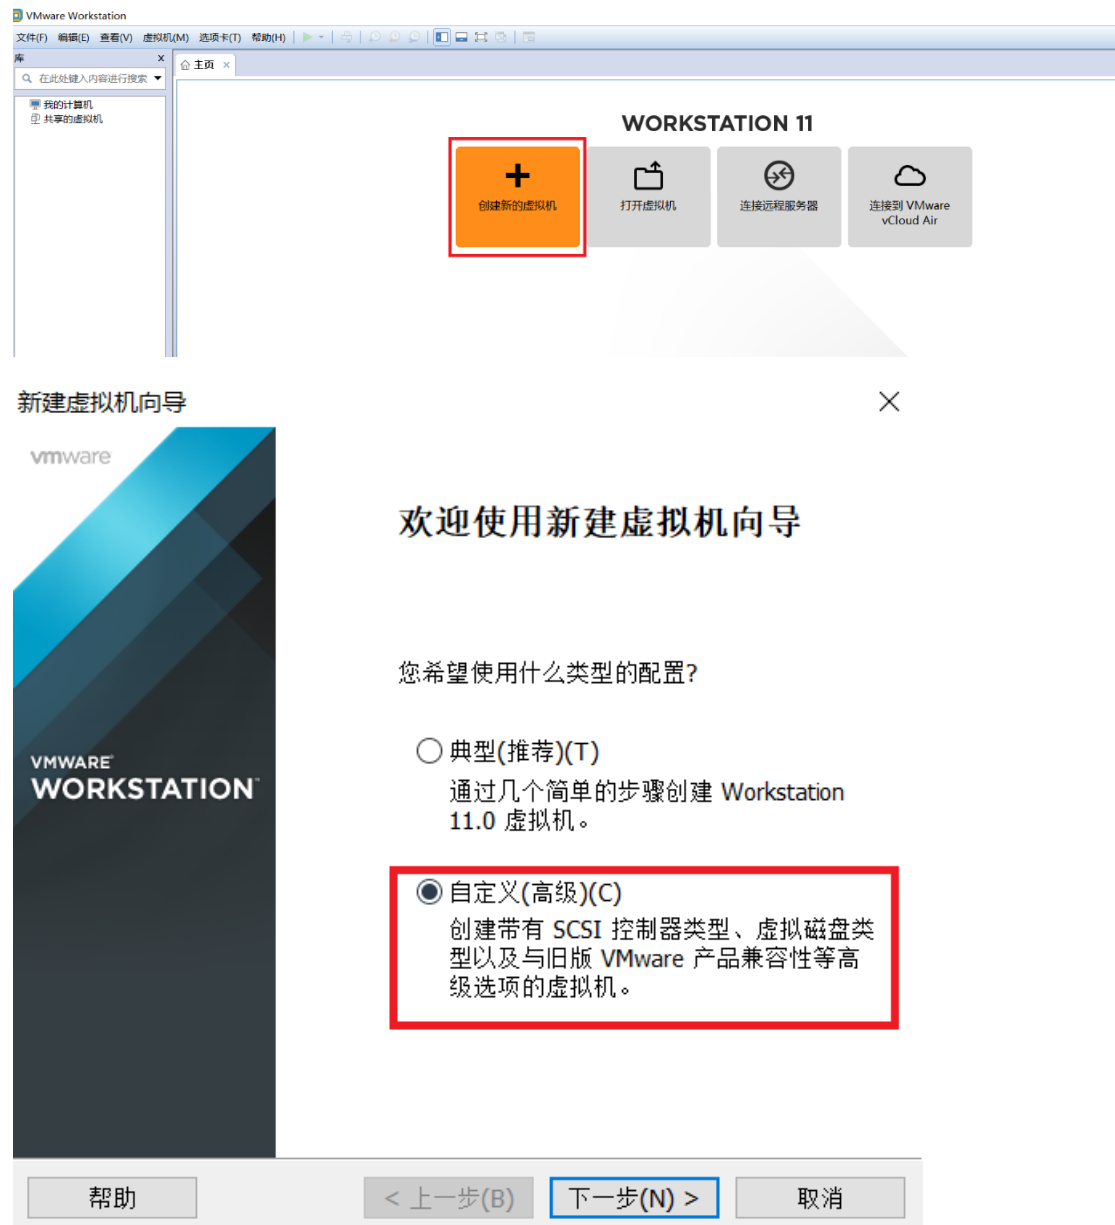 VMware Workstation
文件(F) 编辑(E) 查看(V) 虚拟机(M) 选项卡(T) 帮助(H)
库 x
主页 ×
在此处键入内容进行搜索
我的计算机
共享的虚拟机
WORKSTATION 11
创建新的虚拟机
打开虚拟机
连接远程服务器
连接到 VMware
vCloud Air
新建虚拟机向导
vmware
欢迎使用新建虚拟机向导
您希望使用什么类型的配置?
典型(推荐)(T)
通过几个简单的步骤创建 Workstation
11.0 虚拟机。
VMWARE
WORKSTATION
自定义(高级)(C)
创建带有 SCSI 控制器类型、虚拟磁盘类
型以及与旧版 VMware 产品兼容性等高
级选项的虚拟机。
帮助
< 上一步(B)
下一步(N) >
取消